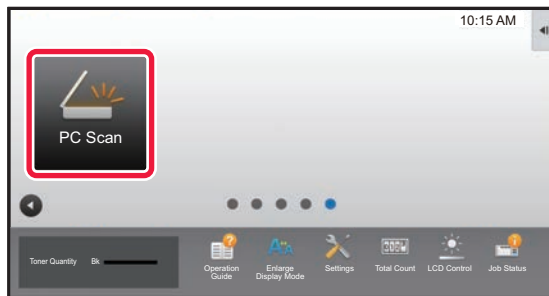 10:15 AM
PC Scan
Toner Quantity Bk
Operation
Guide
Enlarge
Display Mode
Settings
Total Count
LCD Control
Job Status